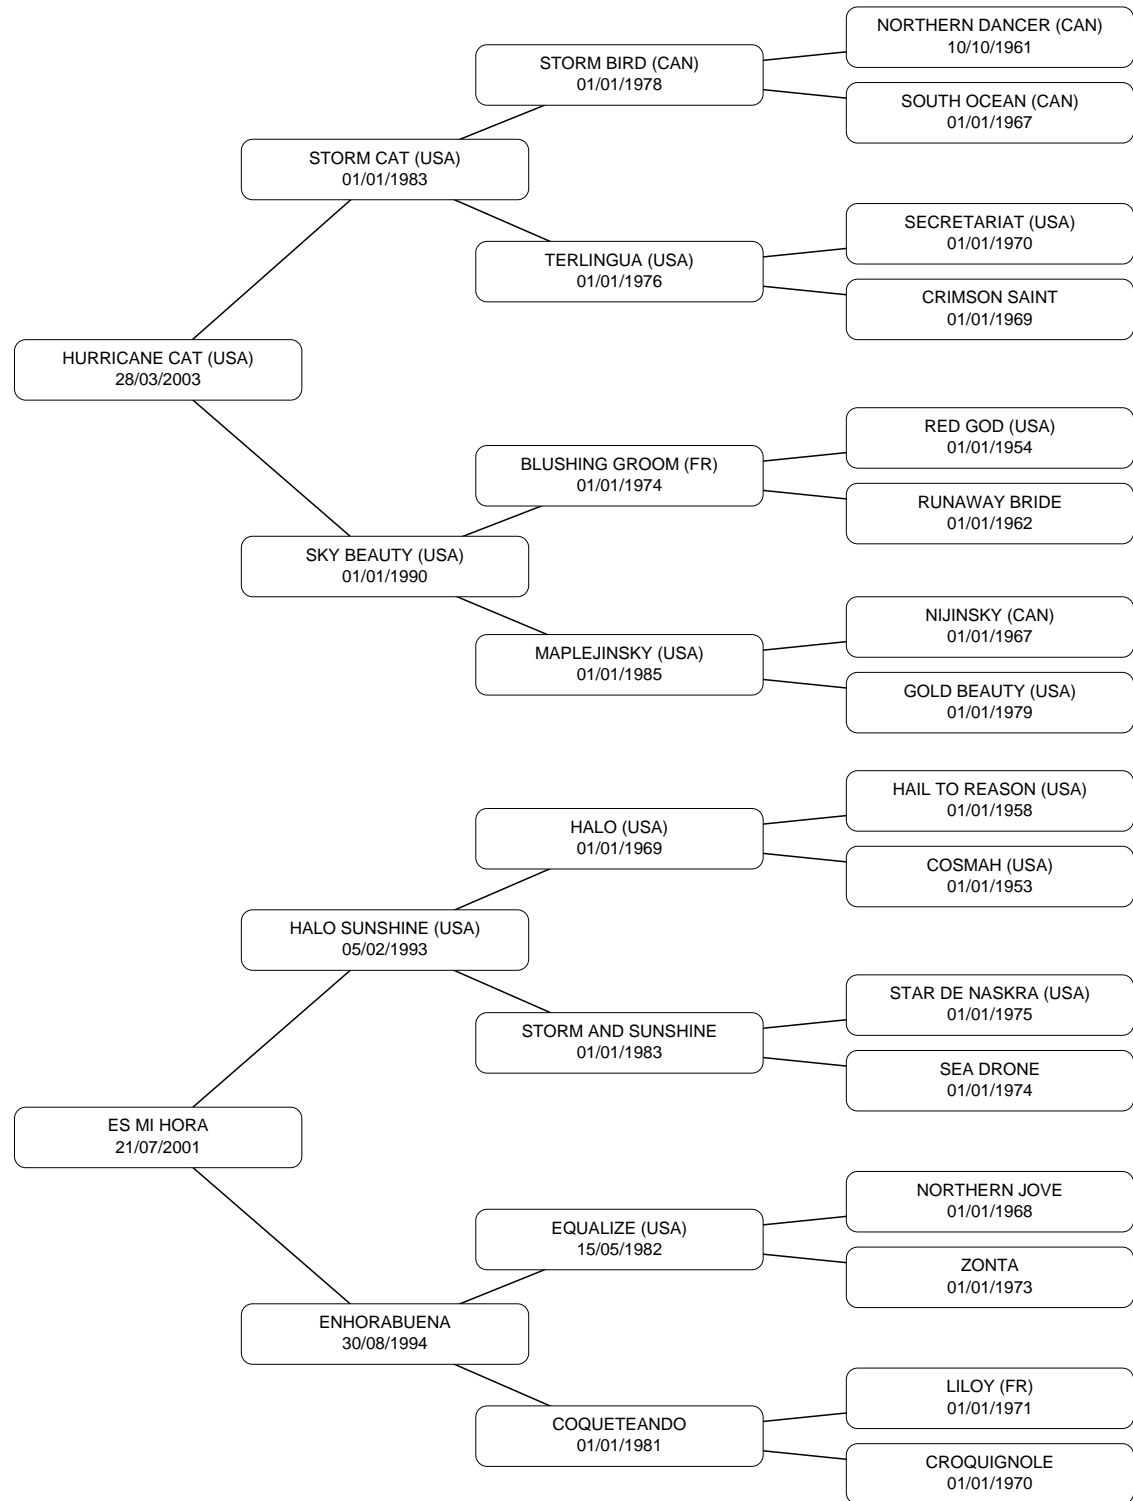 NORTHERN DANCER (CAN)
10/10/1961
STORM BIRD (CAN)
01/01/1978
SOUTH OCEAN (CAN)
01/01/1967
STORM CAT (USA)
01/01/1983
SECRETARIAT (USA)
01/01/1970
TERLINGUA (USA)
01/01/1976
CRIMSON SAINT
01/01/1969
HURRICANE CAT (USA)
28/03/2003
RED GOD (USA)
01/01/1954
BLUSHING GROOM (FR)
01/01/1974
RUNAWAY BRIDE
01/01/1962
SKY BEAUTY (USA)
01/01/1990
NIJINSKY (CAN)
01/01/1967
MAPLEJINSKY (USA)
01/01/1985
GOLD BEAUTY (USA)
01/01/1979
HAIL TO REASON (USA)
01/01/1958
HALO (USA)
01/01/1969
COSMAH (USA)
01/01/1953
HALO SUNSHINE (USA)
05/02/1993
STAR DE NASKRA (USA)
01/01/1975
STORM AND SUNSHINE
01/01/1983
SEA DRONE
01/01/1974
ES MI HORA
21/07/2001
NORTHERN JOVE
01/01/1968
EQUALIZE (USA)
15/05/1982
ZONTA
01/01/1973
ENHORABUENA
30/08/1994
LILOY (FR)
01/01/1971
COQUETEANDO
01/01/1981
CROQUIGNOLE
01/01/1970